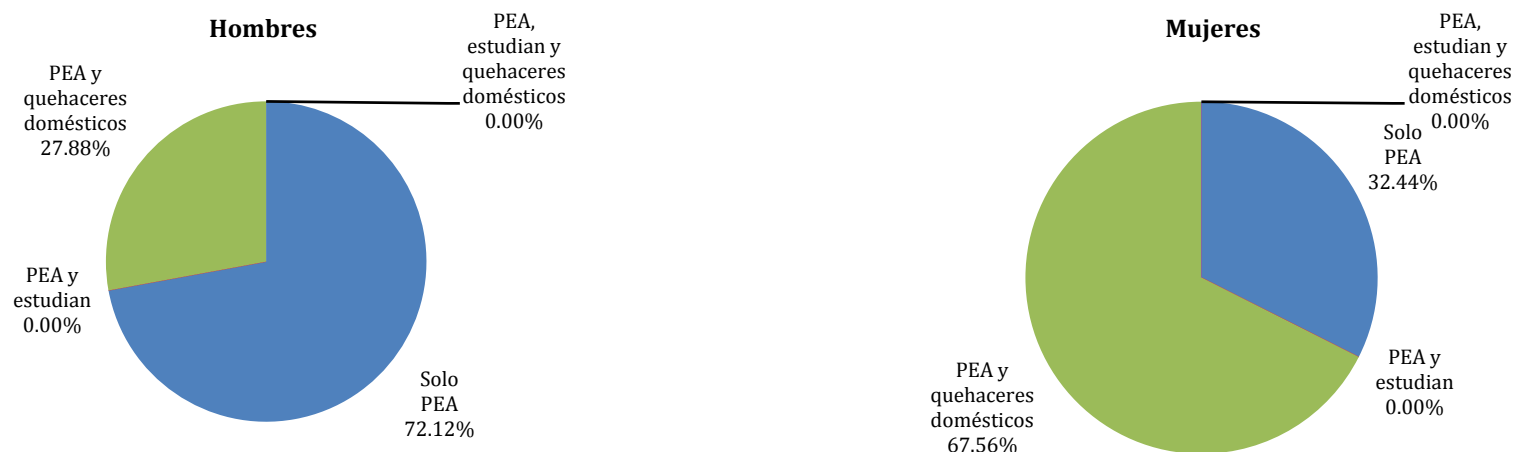 Hombres
PEA,
estudian y
quehaceres
domésticos
0.00%
PEA y
quehaceres
domésticos
27.88%
PEA y
estudian
0.00%
Solo
PEA
72.12%
Mujeres
PEA,
estudian y
quehaceres
domésticos
0.00%
Solo
PEA
32.44%
PEA y
estudian
0.00%
PEA y
quehaceres
domésticos
67.56%